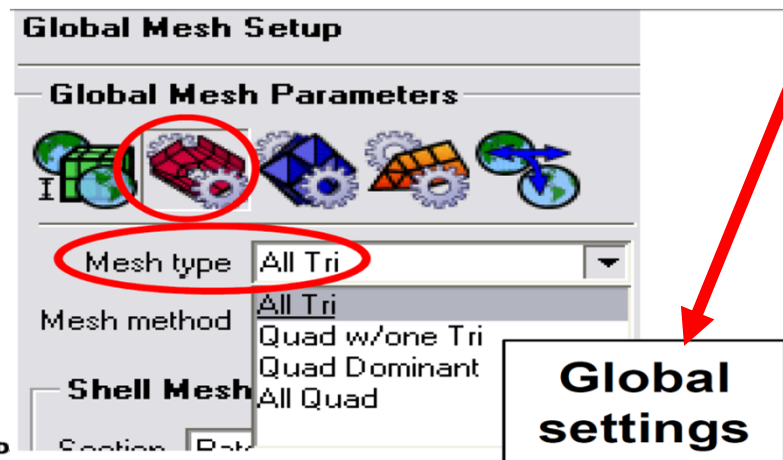 Global Mesh Setup
Global Mesh Parameters
I
Mesh type All Tri
All Tri
Mesh method
Quad w/one Tri
Quad Dominant
Shell Mesh
All Quad
Global
settings